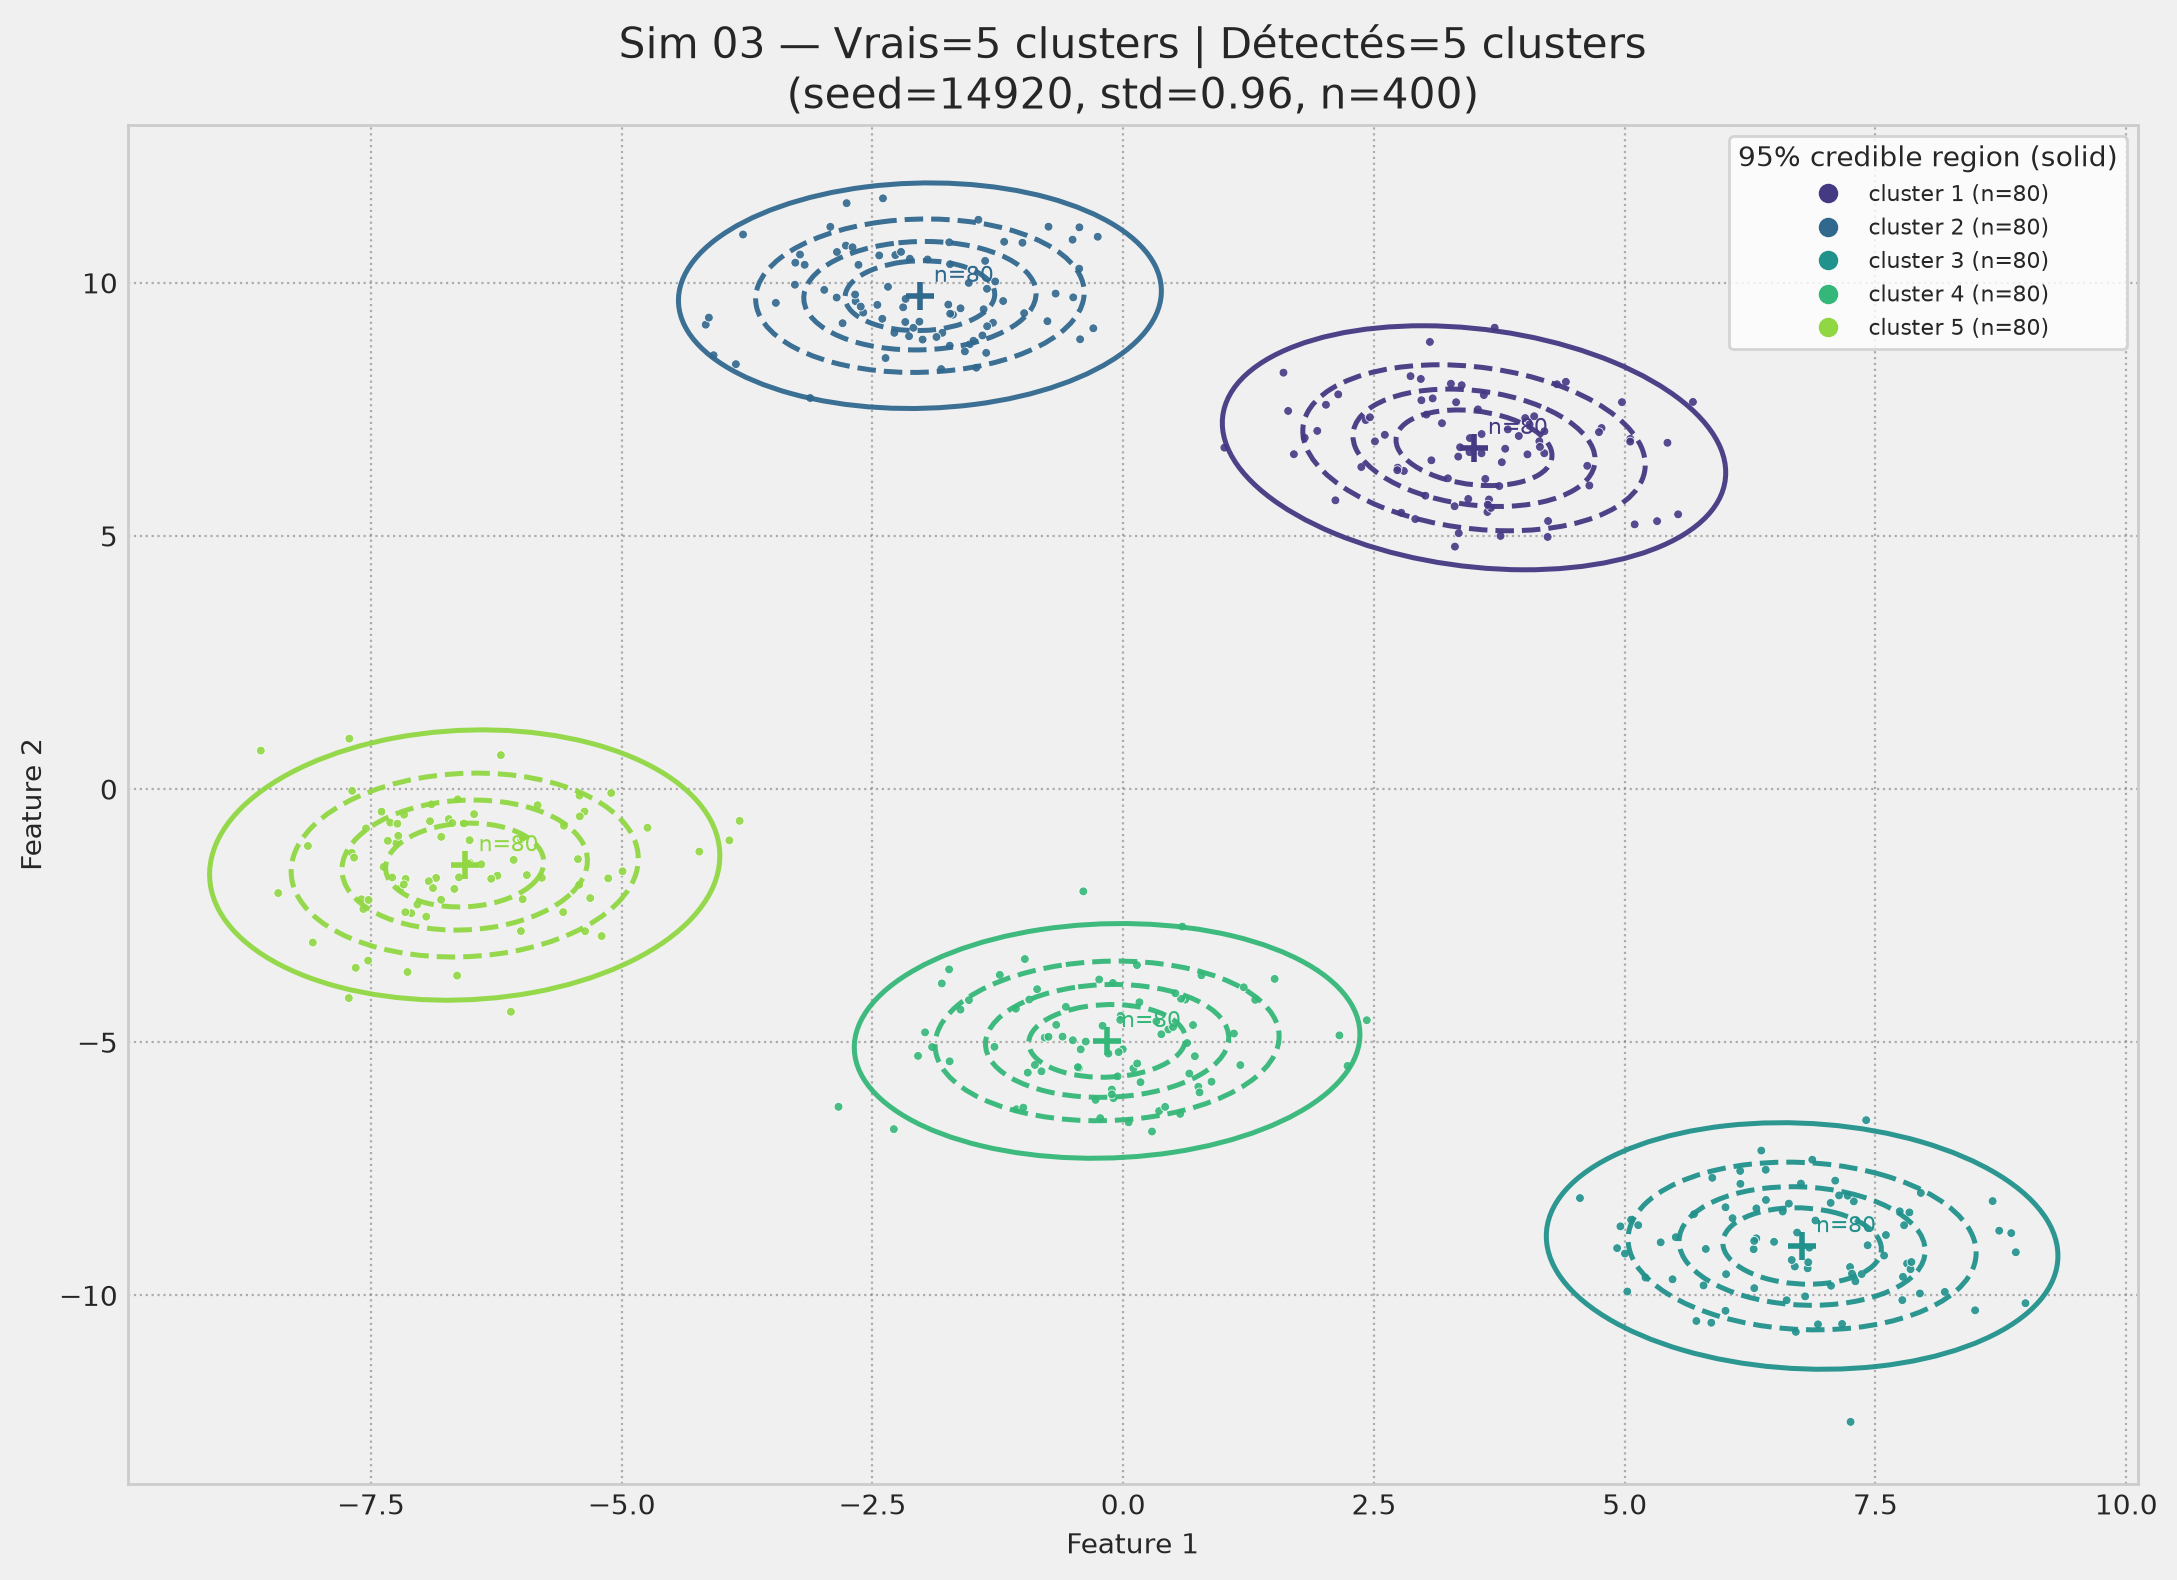 Sim 03 — Vrais=5 clusters | Détectés=5 clusters
(seed=14920, std=0.96, n=400)
95% credible region (solid)
cluster 1 (n=80)
cluster 2 (n=80)
cluster 3 (n=80)
cluster 4 (n=80)
cluster 5 (n=80)
n=80
n=80
n=80
n=80
n=80
10
5
0
−5
−10
Feature 2
−7.5
−5.0
−2.5
0.0
2.5
5.0
7.5
10.0
Feature 1